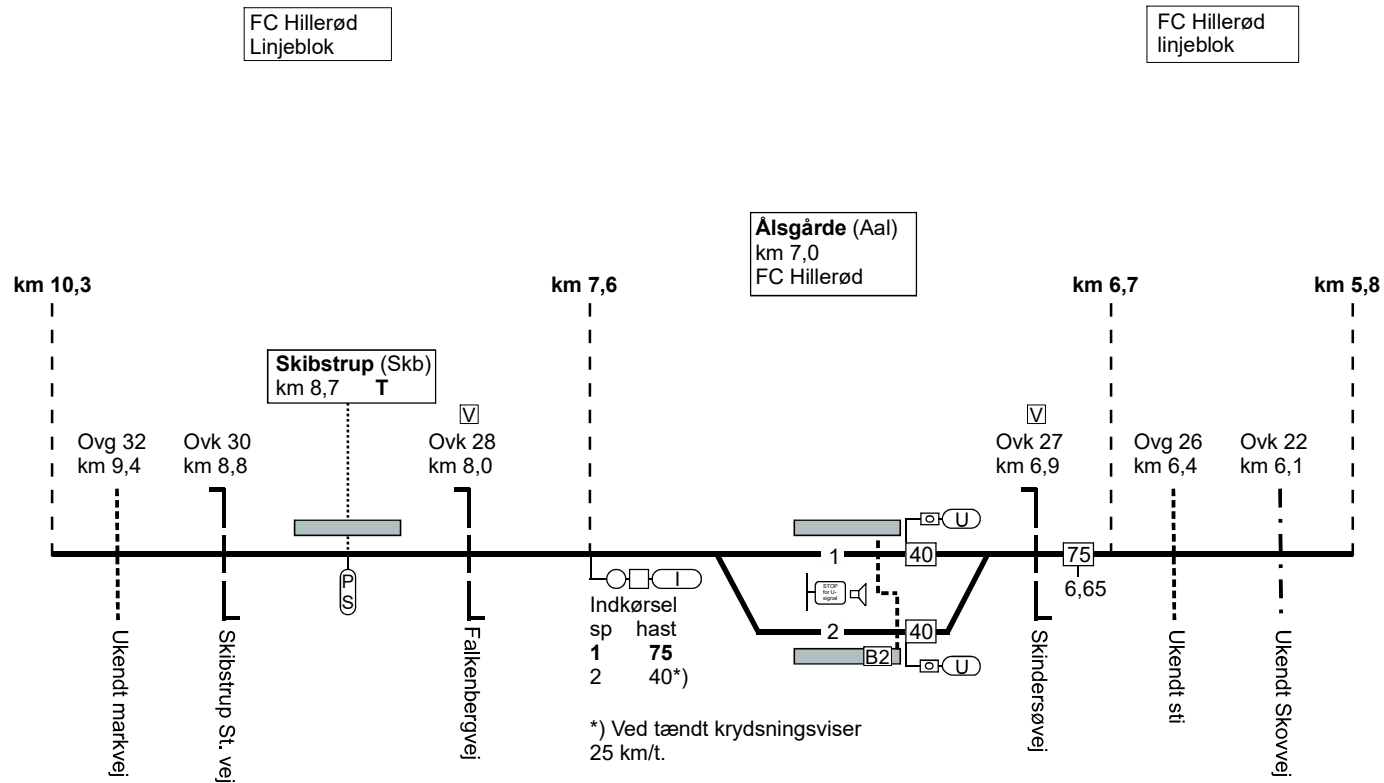 FC Hillerød
Linjeblok
FC Hillerød
linjeblok
Ålsgårde (Aal)
km 7,0
FC Hillerød
km 10,3
km 7,6
km 6,7
km 5,8
Skibstrup (Skb)
km 8,7 T
V
V
Ovg 32
km 9,4
Ovk 30
km 8,8
Ovk 28
km 8,0
Ovk 27
km 6,9
Ovg 26
km 6,4
Ovk 22
km 6,1
U
1
40
75
6,65
P
S
I
Indkørsel
sp hast
1 75
2 40*)
STOP
for U-
signal
2
40
B2
U
*) Ved tændt krydsningsviser
25 km/t.
Ukendt markvej
Skibstrup St. vej
Falkenbergvej
Skindersøvej
Ukendt sti
Ukendt Skovvej